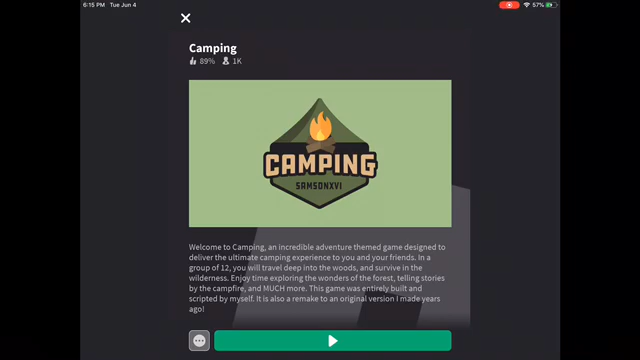 6:15 PM Tue Jun 4
57%
Camping
89% 1K
CAMPING
SAMSONXVI
Welcome to Camping, an incredible adventure themed game designed to
deliver the ultimate camping experience to you and your friends. In a
group of 12, you will travel deep into the woods, and survive in the
wilderness. Enjoy time exploring the wonders of the forest, telling stories
by the campfire, and MUCH more. This game was entirely built and
scripted by myself. It is also a remake to an original version I made years
ago!